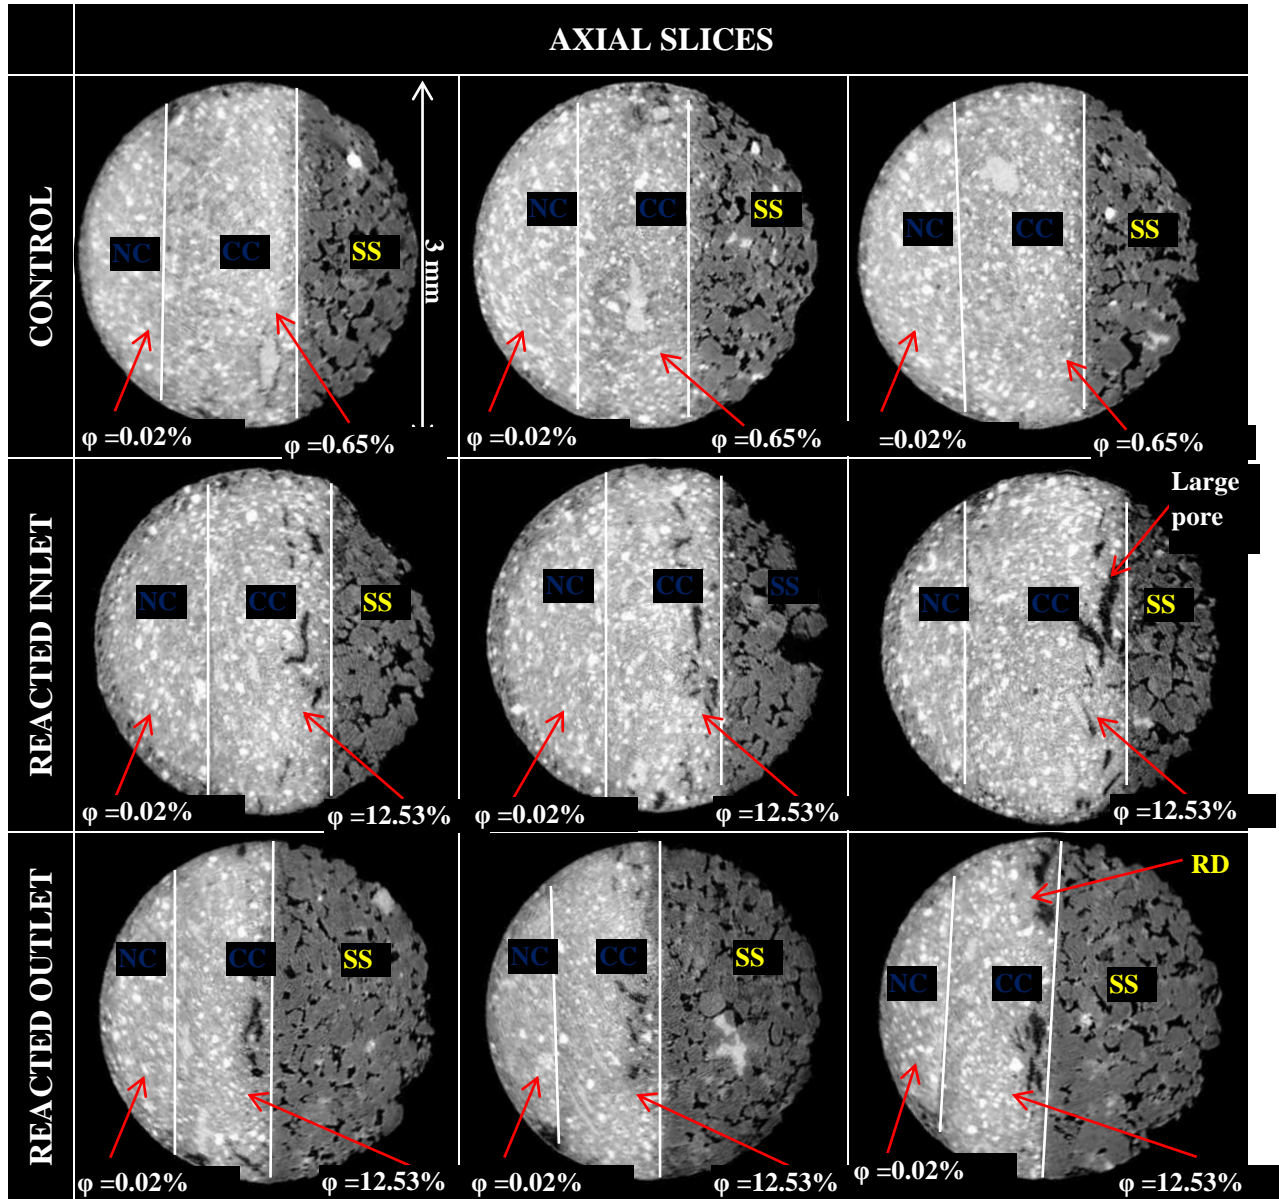 AXIAL SLICES
CONTROL
NC CC SS
3 mm
φ =0.02% φ =0.65%
NC CC SS
φ =0.02% φ =0.65%
NC CC SS
=0.02% φ =0.65%
REACTED INLET
NC CC SS
φ =0.02% φ =12.53%
NC CC SS
φ =0.02% φ =12.53%
Large
pore
NC CC SS
φ =12.53%
REACTED OUTLET
NC CC SS
φ =0.02% φ =12.53%
NC CC SS
φ =0.02% φ =12.53%
RD
NC CC SS
φ =0.02% φ =12.53%